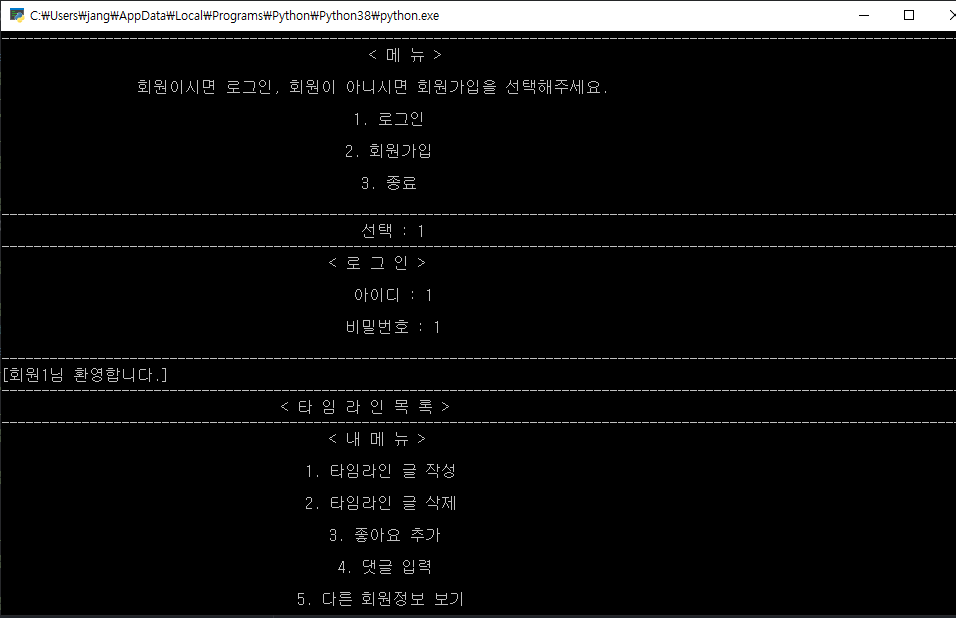 C:₩Users₩jang₩AppData₩Local₩Programs₩Python₩Python38₩python.exe
< 메 뉴 >
회원이시면 로그인, 회원이 아니시면 회원가입을 선택해주세요.
1. 로그인
2. 회원가입
3. 종료
선택 : 1
< 로 그 인 >
아이디 : 1
비밀번호 : 1
[회원1님 환영합니다.]
< 타 임 라 인 목 록 >
< 내 메 뉴 >
1. 타임라인 글 작성
2. 타임라인 글 삭제
3. 좋아요 추가
4. 댓글 입력
5. 다른 회원정보 보기